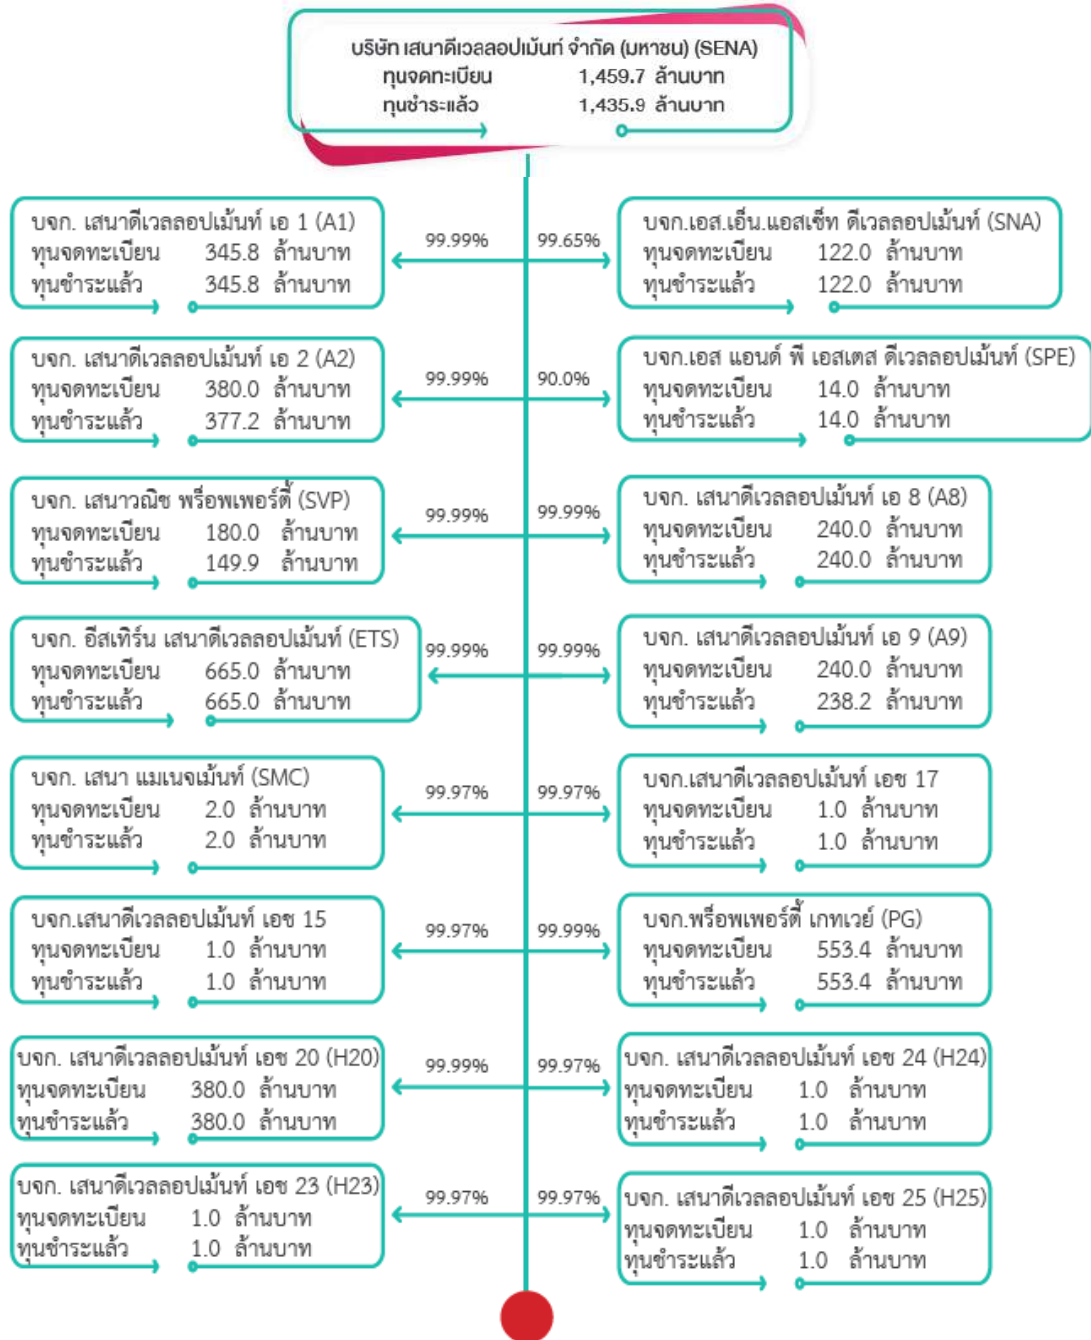 บริษัท เสนาดีเวลลอปเม้นท์ จำกัด (มหาชน) (SENA)
ทุนจดทะเบียน 1,459.7 ล้านบาท
ทุนชำระแล้ว 1,435.9 ล้านบาท
บจก. เสนาดีเวลลอปเม้นท์ เอ 1 (A1)
ทุนจดทะเบียน 345.8 ล้านบาท
ทุนชำระแล้ว 345.8 ล้านบาท
99.99%
99.65%
บจก.เอส.เอ็น.แอสเซ็ท ดีเวลลอปเม้นท์ (SNA)
ทุนจดทะเบียน 122.0 ล้านบาท
ทุนชำระแล้ว 122.0 ล้านบาท
บจก. เสนาดีเวลลอปเม้นท์ เอ 2 (A2)
ทุนจดทะเบียน 380.0 ล้านบาท
ทุนชำระแล้ว 377.2 ล้านบาท
99.99%
90.0%
บจก.เอส แอนด์ พี เอสเตส ดีเวลลอปเม้นท์ (SPE)
ทุนจดทะเบียน 14.0 ล้านบาท
ทุนชำระแล้ว 14.0 ล้านบาท
บจก. เสนาวณิช พร็อพเพอร์ตี้ (SVP)
ทุนจดทะเบียน 180.0 ล้านบาท
ทุนชำระแล้ว 149.9 ล้านบาท
99.99%
99.99%
บจก. เสนาดีเวลลอปเม้นท์ เอ 8 (A8)
ทุนจดทะเบียน 240.0 ล้านบาท
ทุนชำระแล้ว 240.0 ล้านบาท
บจก. อีสเทิร์น เสนาดีเวลลอปเม้นท์ (ETS)
ทุนจดทะเบียน 665.0 ล้านบาท
ทุนชำระแล้ว 665.0 ล้านบาท
99.99%
99.99%
บจก. เสนาดีเวลลอปเม้นท์ เอ 9 (A9)
ทุนจดทะเบียน 240.0 ล้านบาท
ทุนชำระแล้ว 238.2 ล้านบาท
บจก. เสนา แมเนจเม้นท์ (SMC)
ทุนจดทะเบียน 2.0 ล้านบาท
ทุนชำระแล้ว 2.0 ล้านบาท
99.97%
99.97%
บจก.เสนาดีเวลลอปเม้นท์ เอช 17
ทุนจดทะเบียน 1.0 ล้านบาท
ทุนชำระแล้ว 1.0 ล้านบาท
บจก.เสนาดีเวลลอปเม้นท์ เอช 15
ทุนจดทะเบียน 1.0 ล้านบาท
ทุนชำระแล้ว 1.0 ล้านบาท
99.97%
99.99%
บจก.พร็อพเพอร์ตี้ เกทเวย์ (PG)
ทุนจดทะเบียน 553.4 ล้านบาท
ทุนชำระแล้ว 553.4 ล้านบาท
บจก. เสนาดีเวลลอปเม้นท์ เอช 20 (H20)
ทุนจดทะเบียน 380.0 ล้านบาท
ทุนชำระแล้ว 380.0 ล้านบาท
99.99%
99.97%
บจก. เสนาดีเวลลอปเม้นท์ เอช 24 (H24)
ทุนจดทะเบียน 1.0 ล้านบาท
ทุนชำระแล้ว 1.0 ล้านบาท
บจก. เสนาดีเวลลอปเม้นท์ เอช 23 (H23)
ทุนจดทะเบียน 1.0 ล้านบาท
ทุนชำระแล้ว 1.0 ล้านบาท
99.97%
99.97%
บจก. เสนาดีเวลลอปเม้นท์ เอช 25 (H25)
ทุนจดทะเบียน 1.0 ล้านบาท
ทุนชำระแล้ว 1.0 ล้านบาท